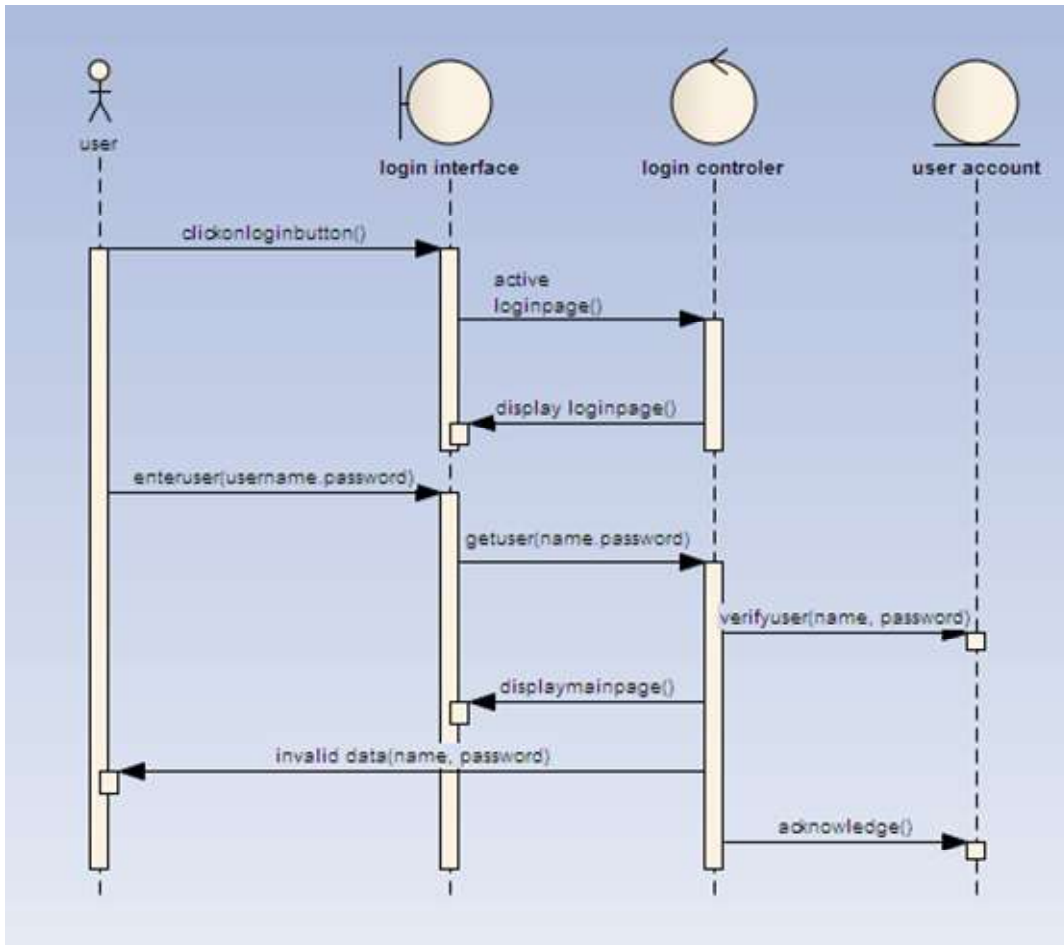 user
login interface
login controler
user account
clickonloginbutton()
active
loginpage()
display loginpage()
enteruser(username.password)
getuser(name.password)
verifyuser(name, password)
displaymainpage()
invalid data(name, password)
acknowledge()